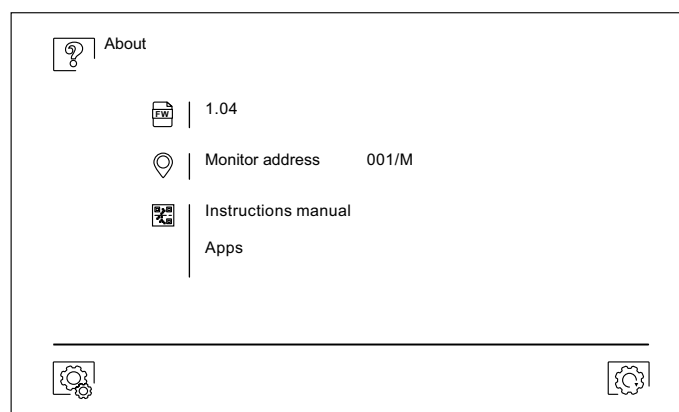 About
FW
1.04
Monitor address 001/M
Instructions manual
Apps